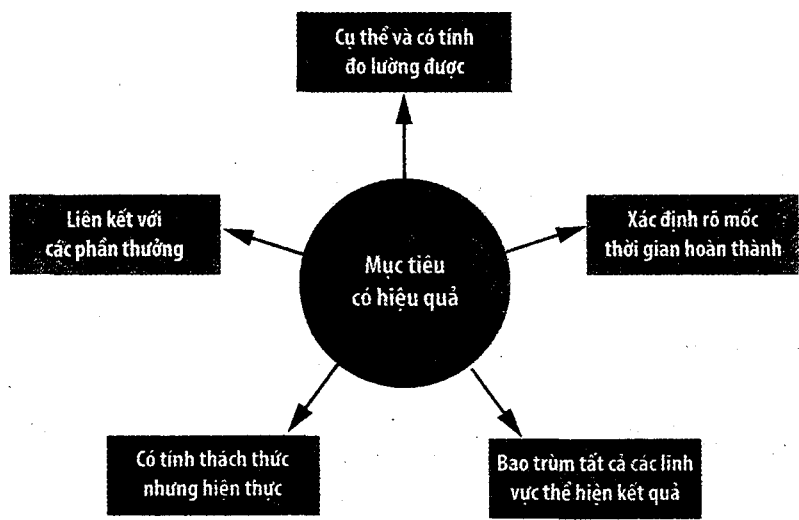 Cụ thể và có tính
đo lường được
Liên kết với
các phần thưởng
Xác định rõ mốc
thời gian hoàn thành
Mục tiêu
có hiệu quả
Có tính thách thức
nhưng hiện thực
Bao trùm tất cả các lĩnh
vực thể hiện kết quả